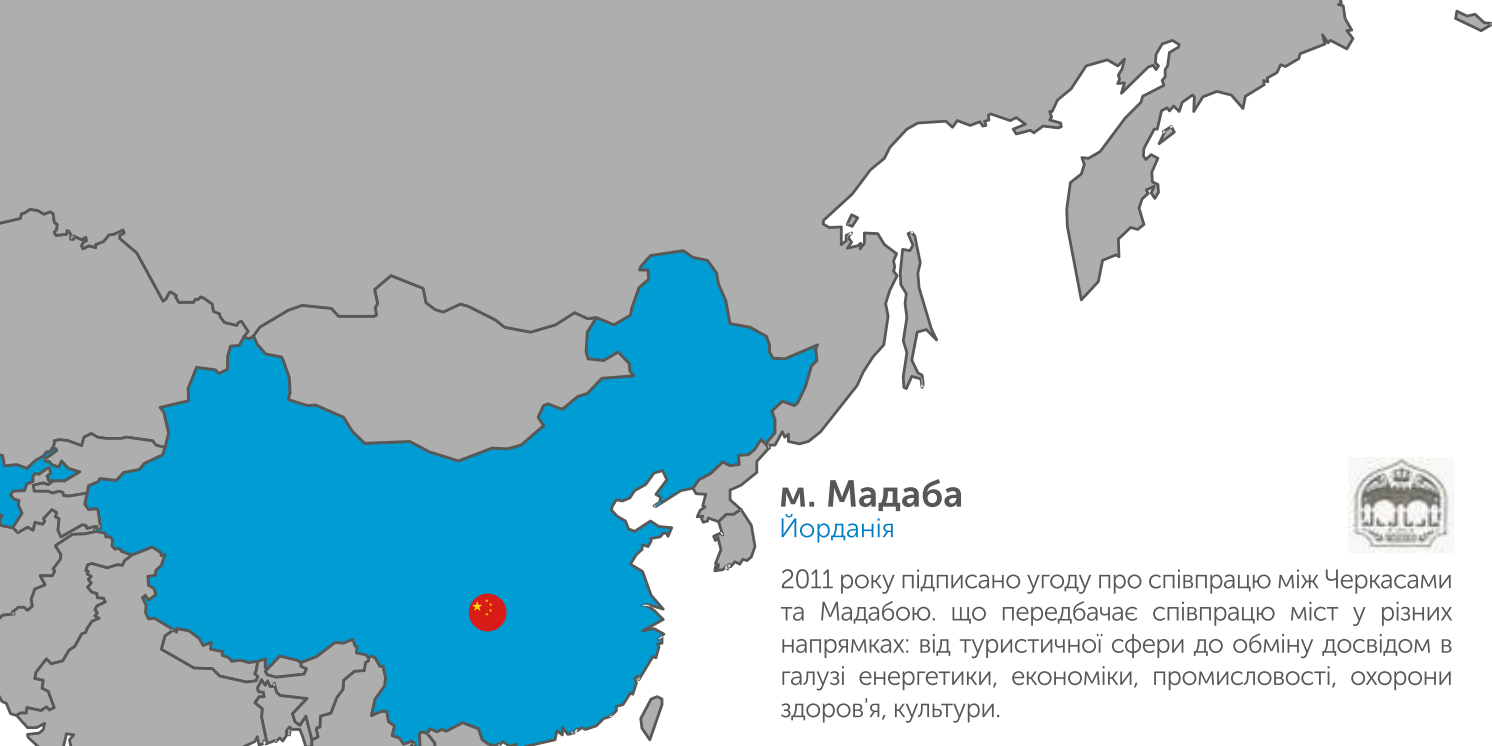 м. Мадаба
Йорданія
2011 року підписано угоду про співпрацю між Черкасами
та Мадабою. що передбачає співпрацю міст у різних
напрямках: від туристичної сфери до обміну досвідом в
галузі енергетики, економіки, промисловості, охорони
здоров'я, культури.